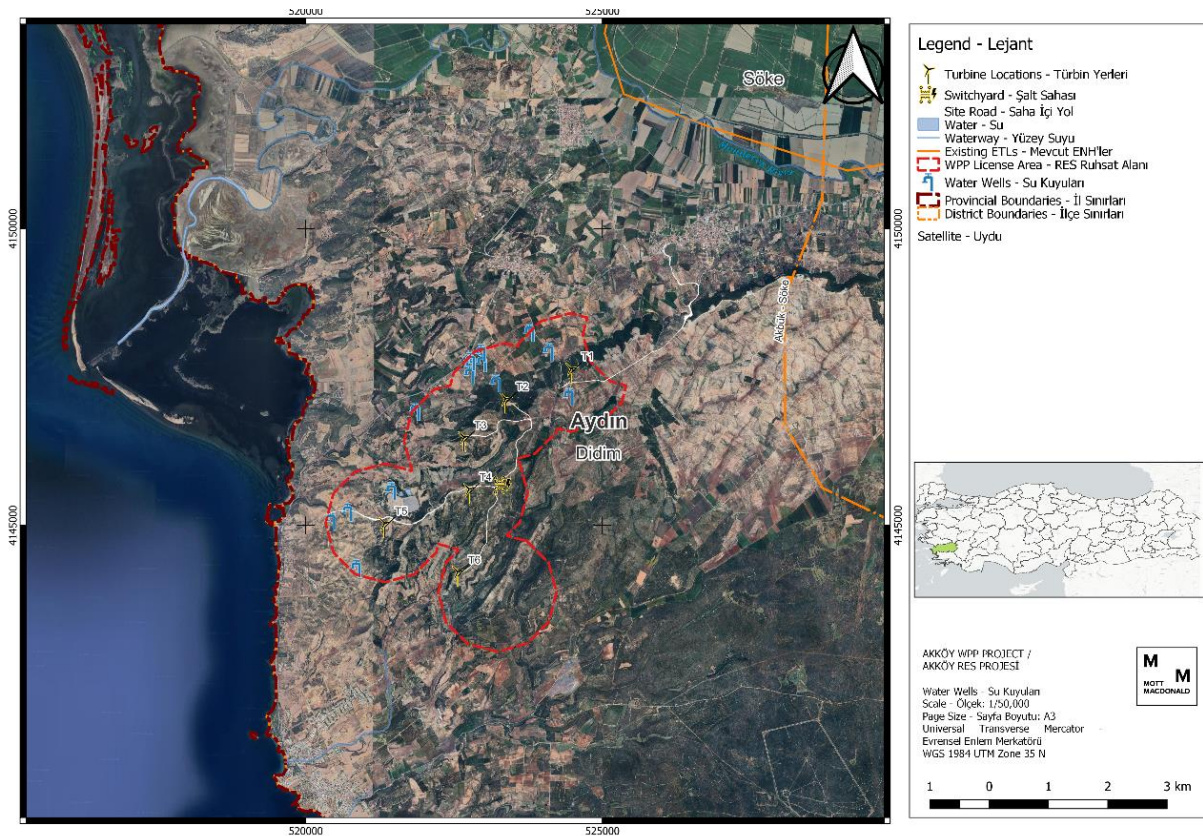 520000 525000
Söke
4150000 4150000
Akbük - Söke
T1
T2
Aydın
T3
Didim
T4
T5
4145000 4145000
T6
520000 525000
Legend - Lejant
Turbine Locations - Türbin Yerleri
Switchyard - Şalt Sahası
Site Road - Saha İçi Yol
Water - Su
Waterway - Yüzey Suyu
Existing ETLs - Mevcut ENH'ler
WPP License Area - RES Ruhsat Alanı
Water Wells - Su Kuyuları
Provincial Boundaries - İl Sınırları
District Boundaries - İlçe Sınırları
Satellite - Uydu
AKKÖY WPP PROJECT /
AKKÖY RES PROJESİ
M
M
MOTT
MACDONALD
Water Wells - Su Kuyuları
Scale - Ölçek: 1/50,000
Page Size - Sayfa Boyutu: A3
Universal Transverse Mercator -
Evrensel Enlem Merkatörü
WGS 1984 UTM Zone 35 N
1 0 1 2 3 km